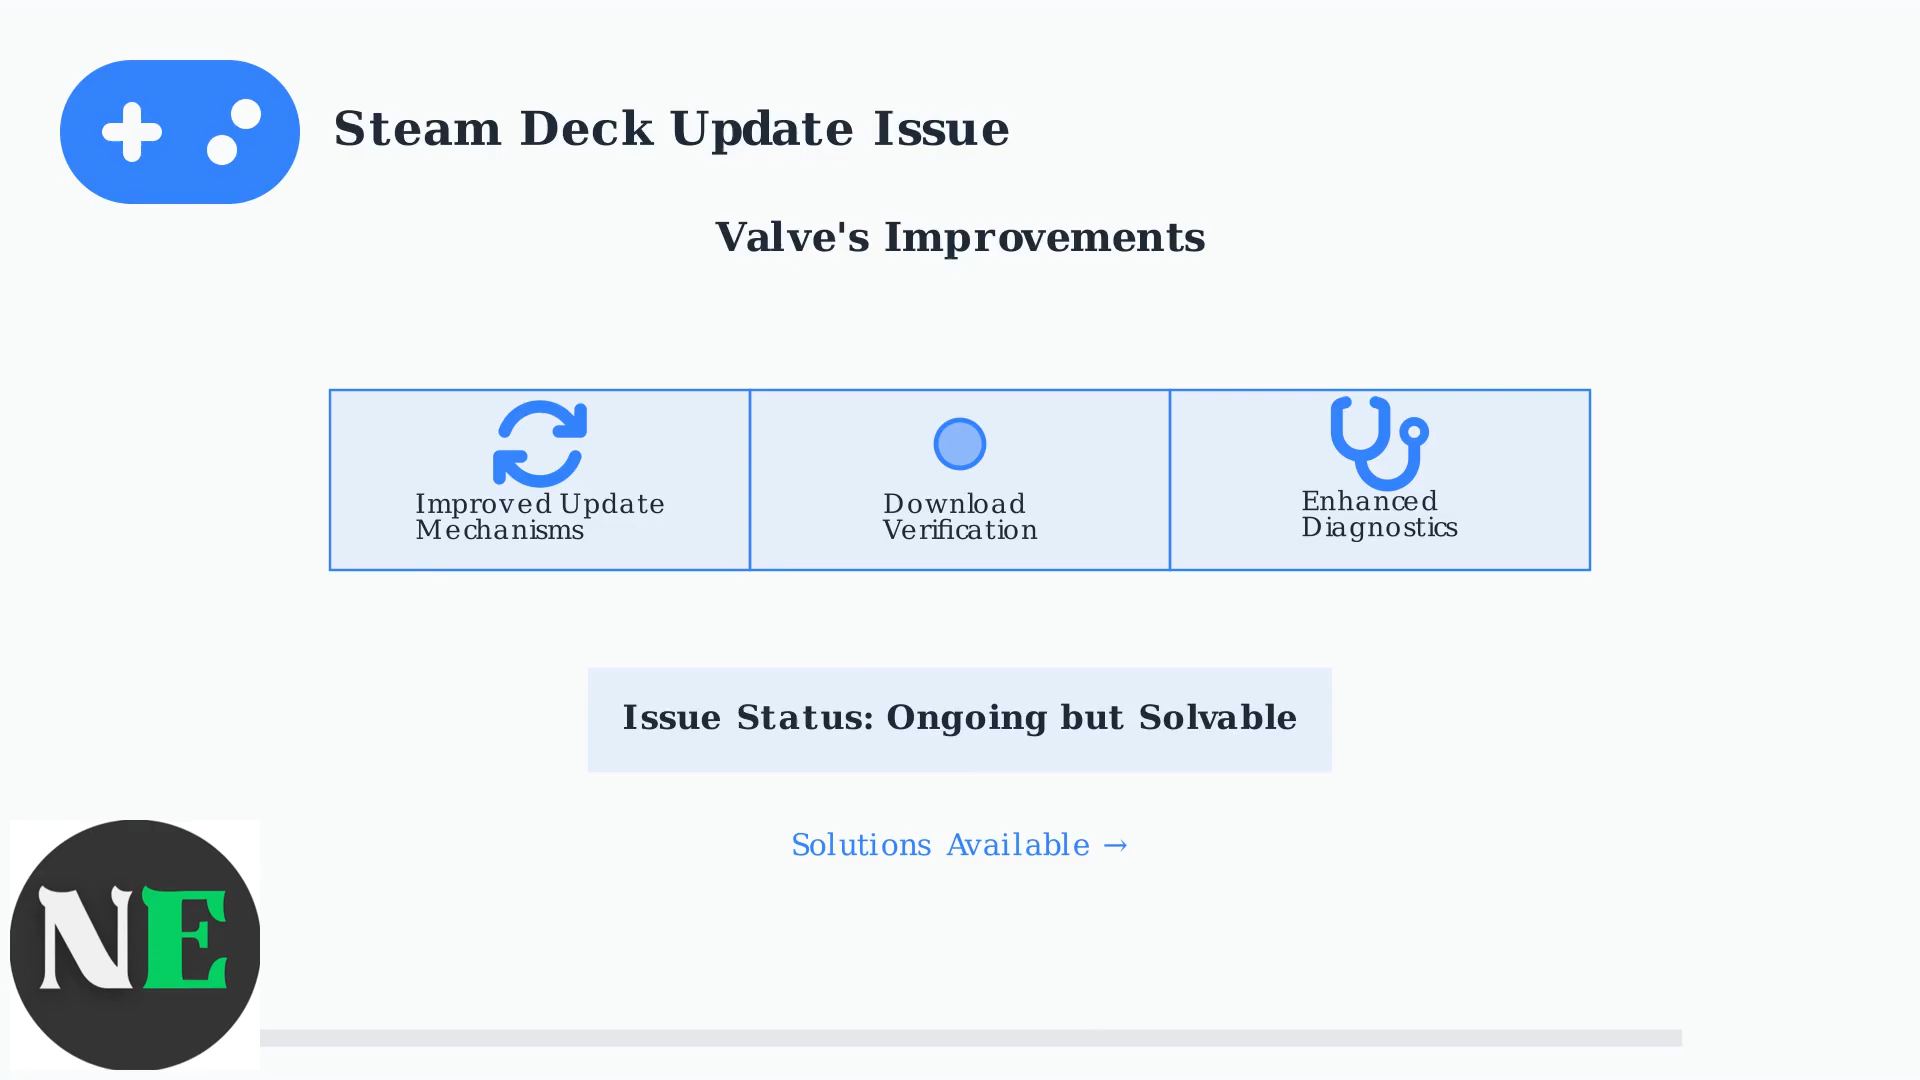 Steam Deck Update Issue
Valve's Improvements
Improved Update
Mechanisms
Download
Verification
Enhanced
Diagnostics
Issue Status: Ongoing but Solvable
Solutions Available →
NE